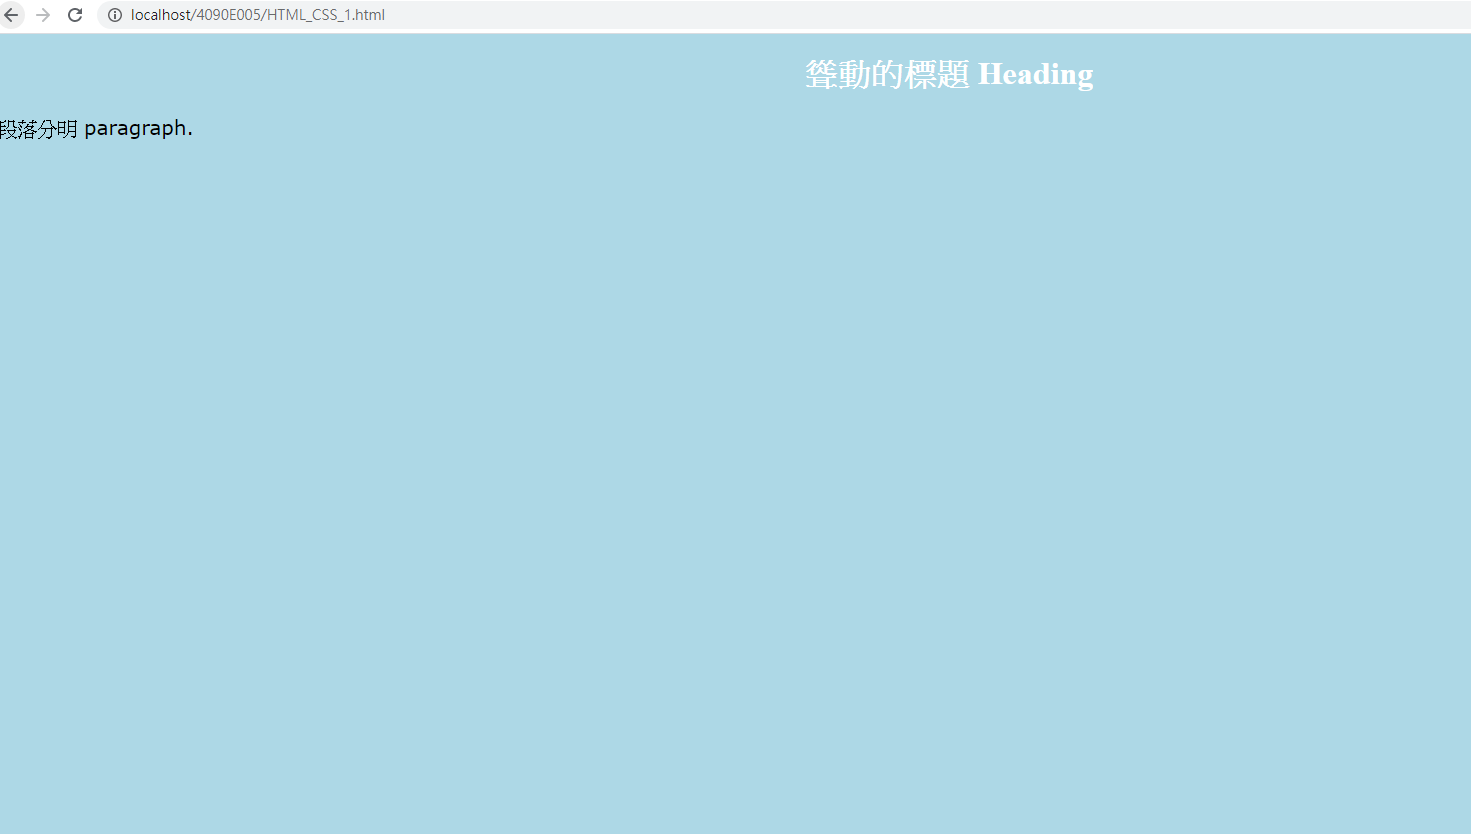 localhost/4090E005/HTML_CSS_1.html
聳動的標題 Heading
段落分明 paragraph.